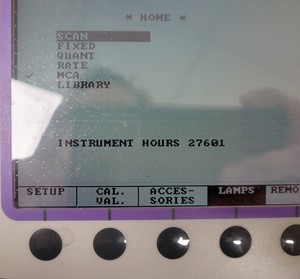 * HOME *
SCAN
FIXED
QUANT
RATE
MCA
LIBRARY
INSTRUMENT HOURS 27601
SETUP CAL. VAL. ACCES- SORIES LAMPS REMO